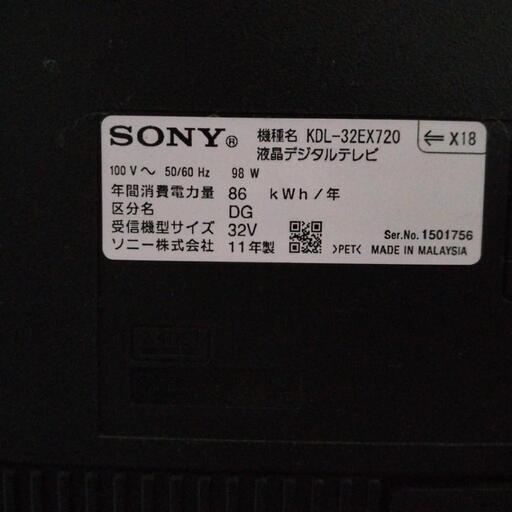 SONY® 機種名 KDL-32EX720 ⇐ X18
液晶デジタルテレビ
100 V～ 50/60 Hz 98 W
年間消費電力量 86 kWh/年
区分名 DG
受信機型サイズ 32V
Ser.No. 1501756
ソニー株式会社 11年製 >PET< MADE IN MALAYSIA